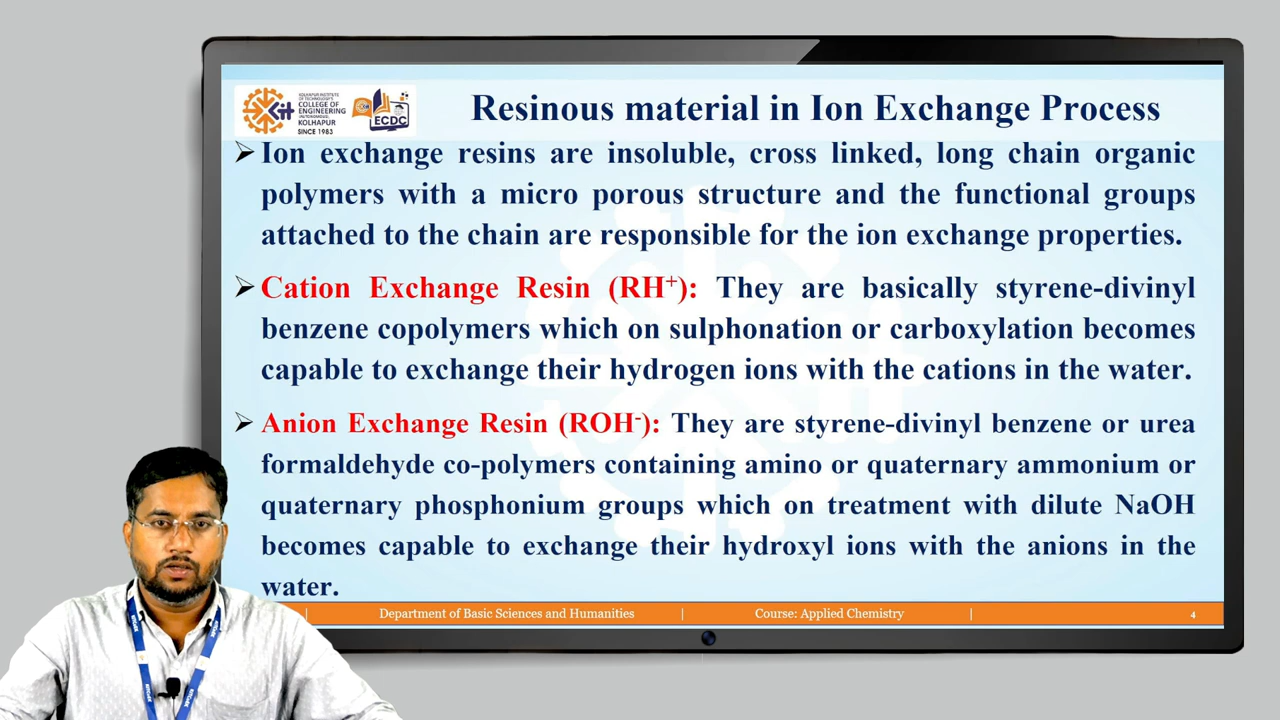 KOLHAPUR INSTITUTE
OF TECHNOLOGY'S
COLLEGE OF
ENGINEERING
(AUTONOMOUS),
KOLHAPUR
SINCE 1983
ECDC
Resinous material in Ion Exchange Process
➢ Ion exchange resins are insoluble, cross linked, long chain organic
polymers with a micro porous structure and the functional groups
attached to the chain are responsible for the ion exchange properties.
➢ Cation Exchange Resin (RH⁺): They are basically styrene-divinyl
benzene copolymers which on sulphonation or carboxylation becomes
capable to exchange their hydrogen ions with the cations in the water.
➢ Anion Exchange Resin (ROH⁻): They are styrene-divinyl benzene or urea
formaldehyde co-polymers containing amino or quaternary ammonium or
quaternary phosphonium groups which on treatment with dilute NaOH
becomes capable to exchange their hydroxyl ions with the anions in the
water.
| Department of Basic Sciences and Humanities | Course: Applied Chemistry | 4